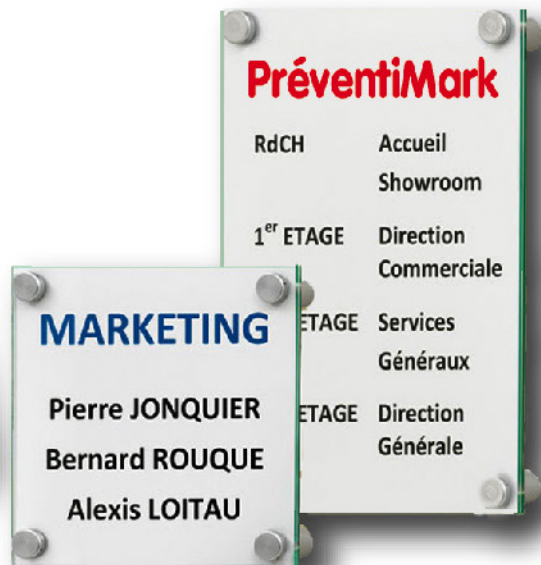 PréventiMark
RdCH Accueil
Showroom
1er ETAGE Direction
Commerciale
ETAGE Services
Généraux
ETAGE Direction
Générale
MARKETING
Pierre JONQUIER
Bernard ROUQUE
Alexis LOITAU